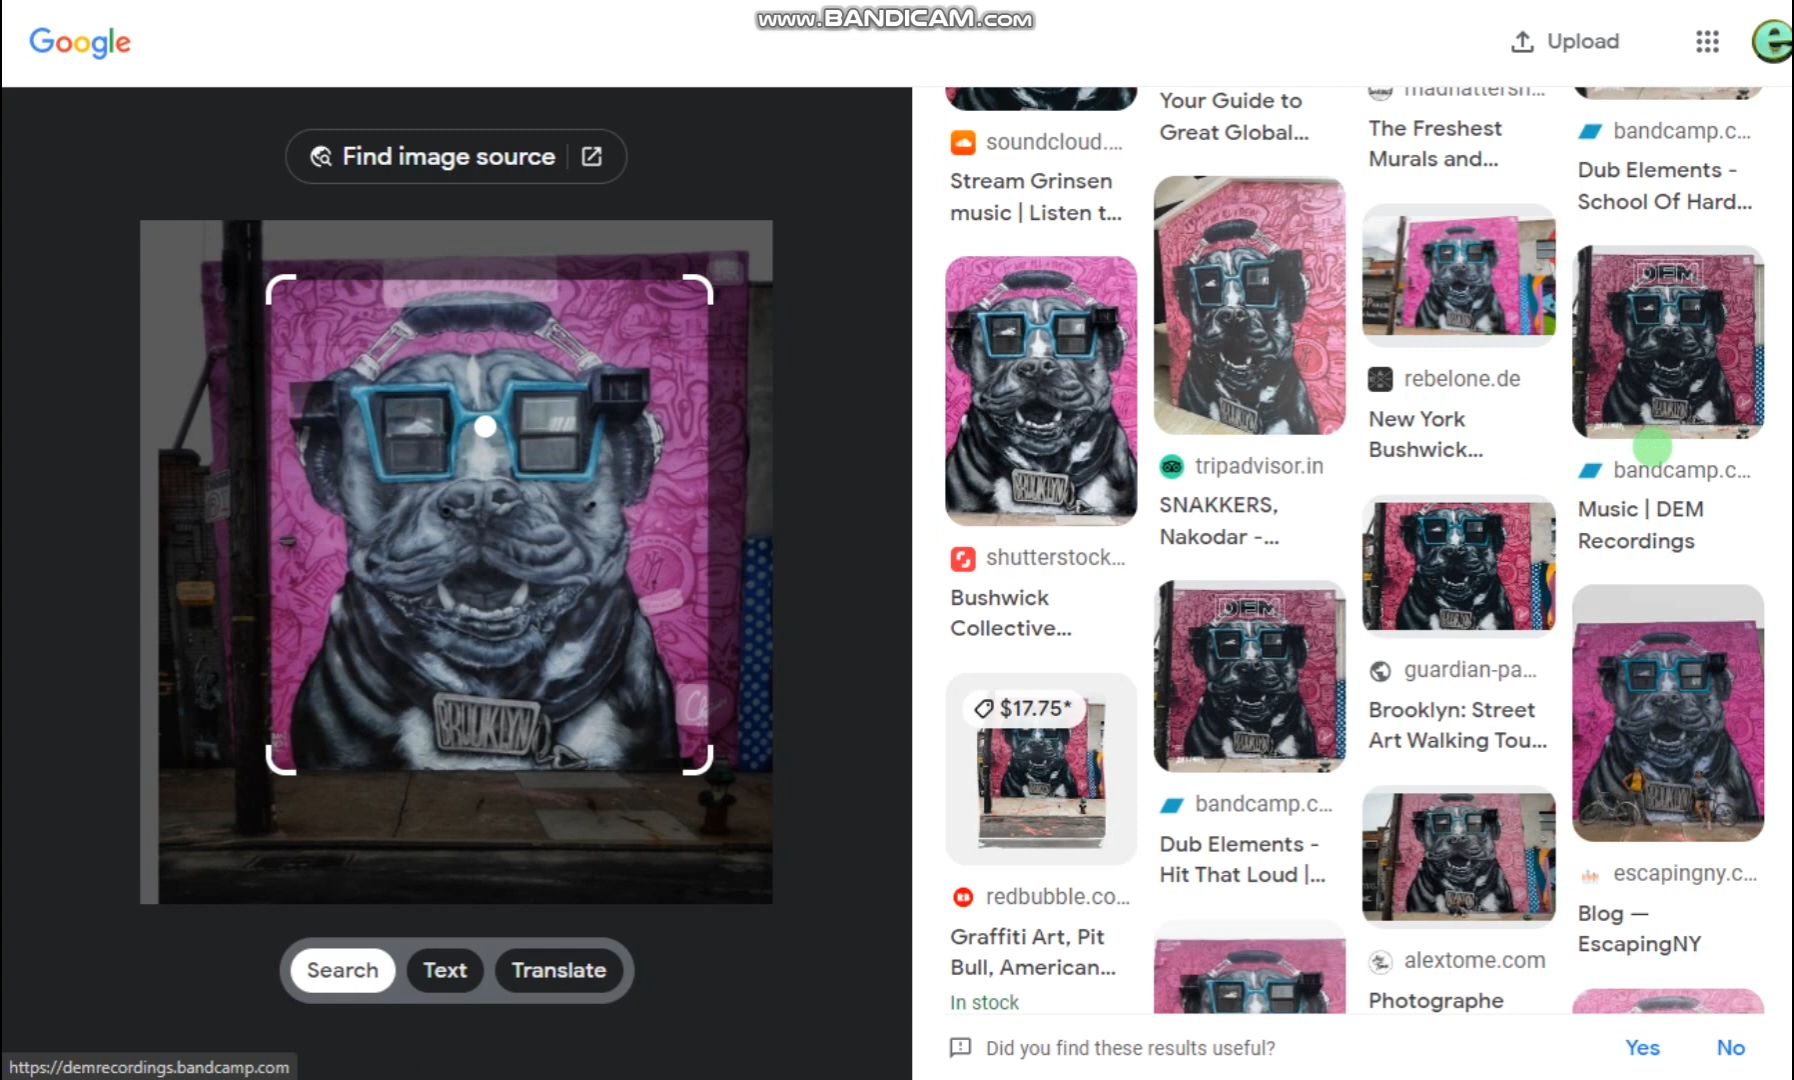 www.BANDICAM.com
Google
Upload
Find image source
BROOKLYN
Search
Text
Translate
soundcloud....
Stream Grinsen
music | Listen t...
shutterstock...
Bushwick
Collective...
$17.75*
redbubble.co...
Graffiti Art, Pit
Bull, American...
In stock
Your Guide to
Great Global...
tripadvisor.in
SNAKKERS,
Nakodar -...
DEM
bandcamp.c...
Dub Elements -
Hit That Loud |...
The Freshest
Murals and...
rebelone.de
New York
Bushwick...
guardian-pa...
Brooklyn: Street
Art Walking Tou...
alextome.com
Photographe
bandcamp.c...
Dub Elements -
School Of Hard...
DEM
bandcamp.c...
Music | DEM
Recordings
escapingny.c...
Blog —
EscapingNY
Did you find these results useful?
Yes
No
https://demrecordings.bandcamp.com